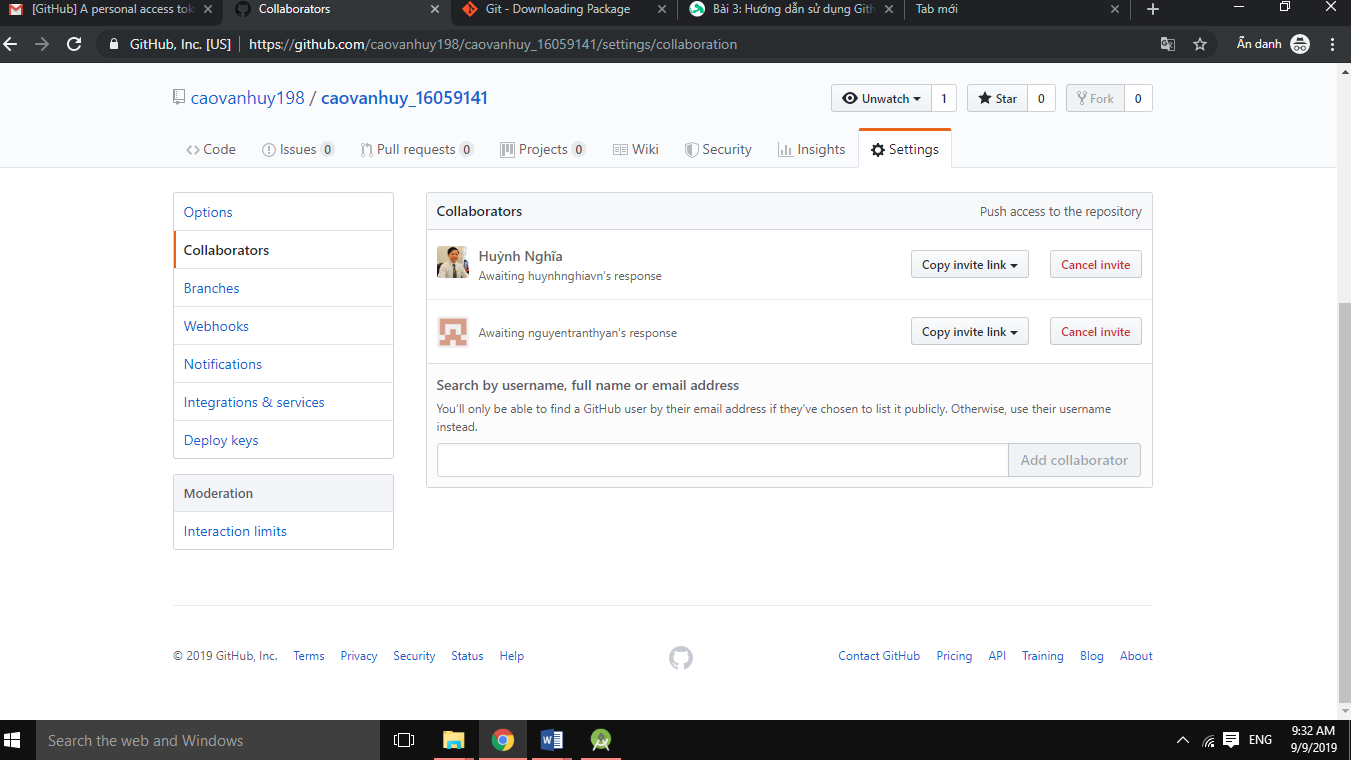 [GitHub] A personal access tok
Collaborators
Git - Downloading Package
Bài 3: Hướng dẫn sử dụng Gith
Tab mới
GitHub, Inc. [US] | https://github.com/caovanhuy198/caovanhuy_16059141/settings/collaboration
Ẩn danh
caovanhuy198 / caovanhuy_16059141
Unwatch 1
Star 0
Fork 0
Code
Issues 0
Pull requests 0
Projects 0
Wiki
Security
Insights
Settings
Options
Collaborators
Branches
Webhooks
Notifications
Integrations & services
Deploy keys
Moderation
Interaction limits
Collaborators
Push access to the repository
Huỳnh Nghĩa
Awaiting huynhnghiavn's response
Copy invite link
Cancel invite
Awaiting nguyentranthyan's response
Copy invite link
Cancel invite
Search by username, full name or email address
You'll only be able to find a GitHub user by their email address if they've chosen to list it publicly. Otherwise, use their username
instead.
Add collaborator
© 2019 GitHub, Inc.
Terms
Privacy
Security
Status
Help
Contact GitHub
Pricing
API
Training
Blog
About
Search the web and Windows
ENG
9:32 AM
9/9/2019